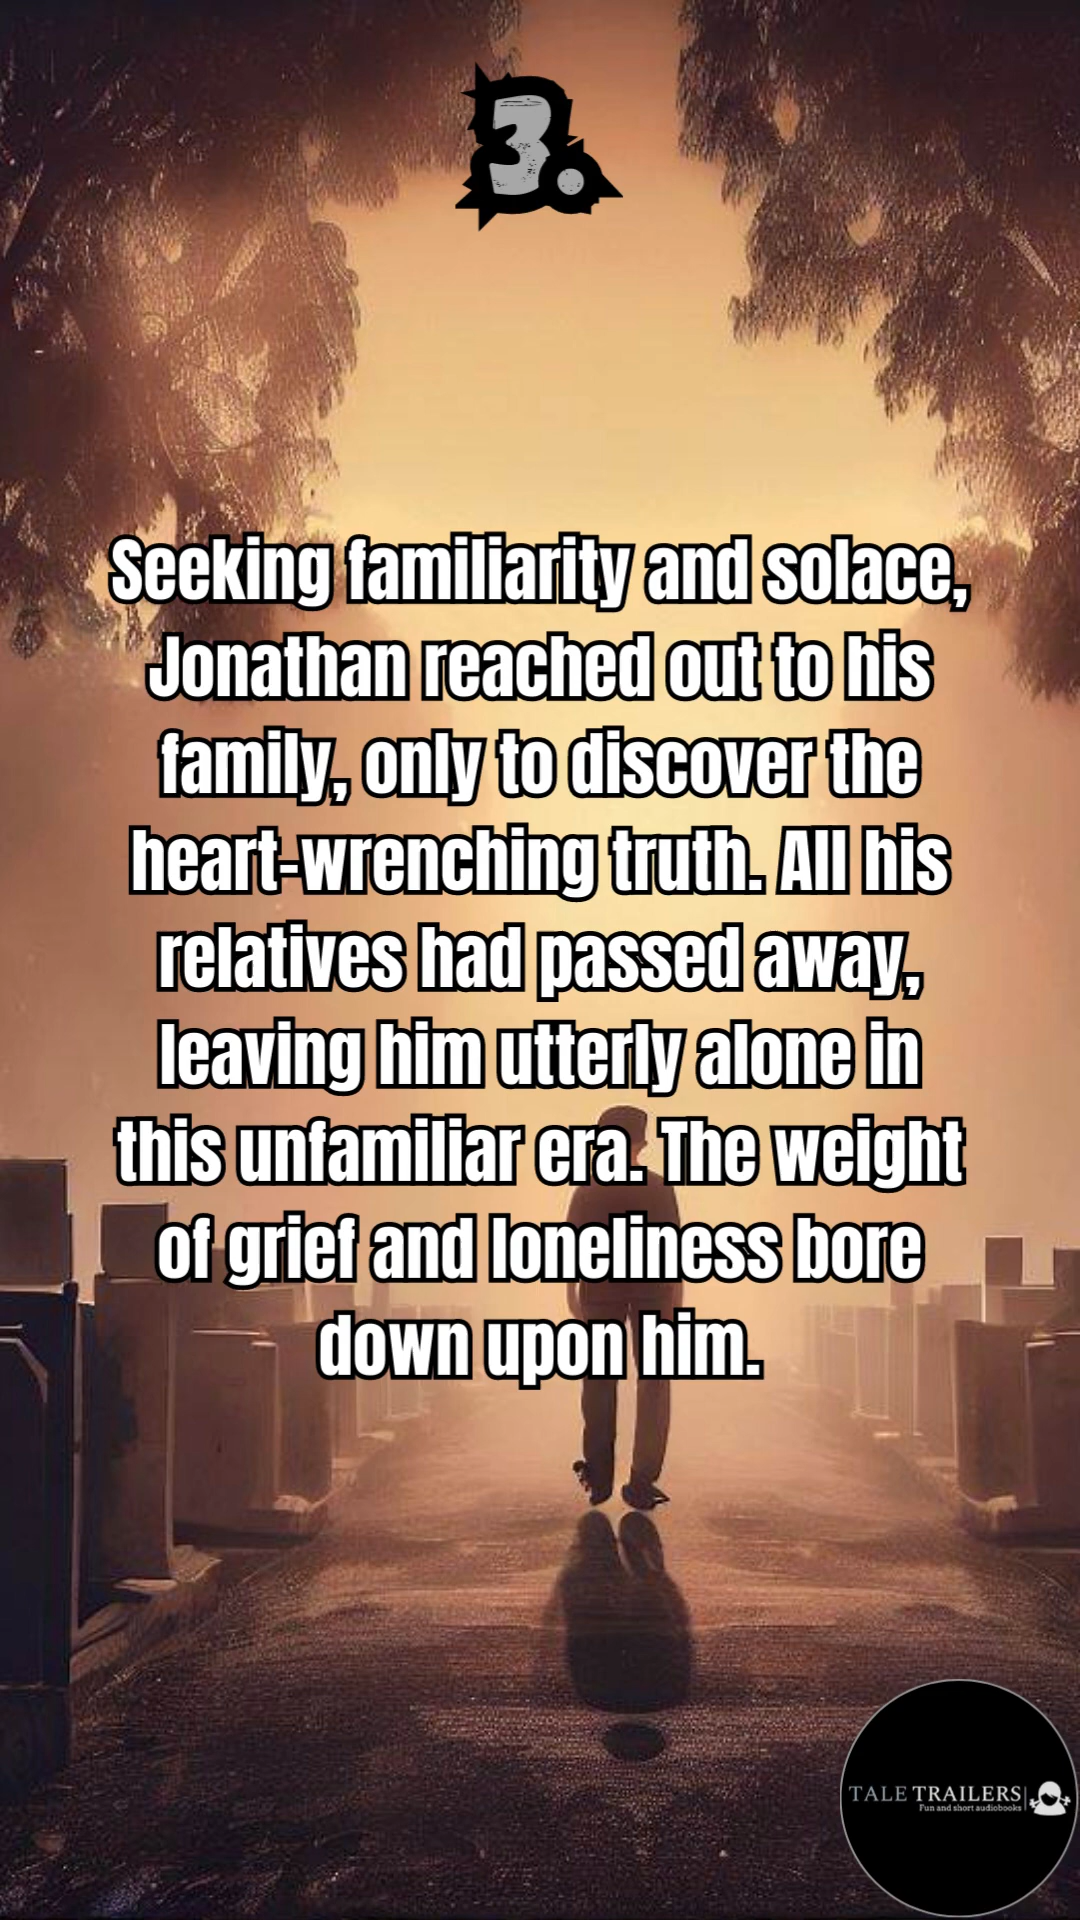 3.
Seeking familiarity and solace,
Jonathan reached out to his
family, only to discover the
heart-wrenching truth. All his
relatives had passed away,
leaving him utterly alone in
this unfamiliar era. The weight
of grief and loneliness bore
down upon him.
TALE TRAILERS
Fun and short audiobooks